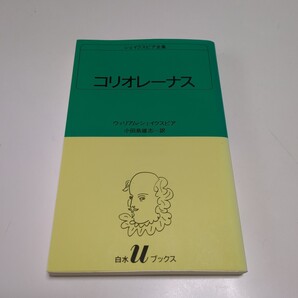 シェイクスピア全集
コリオレーナス
ウィリアム・シェイクスピア
小田島雄志 訳
白水 u ブックス